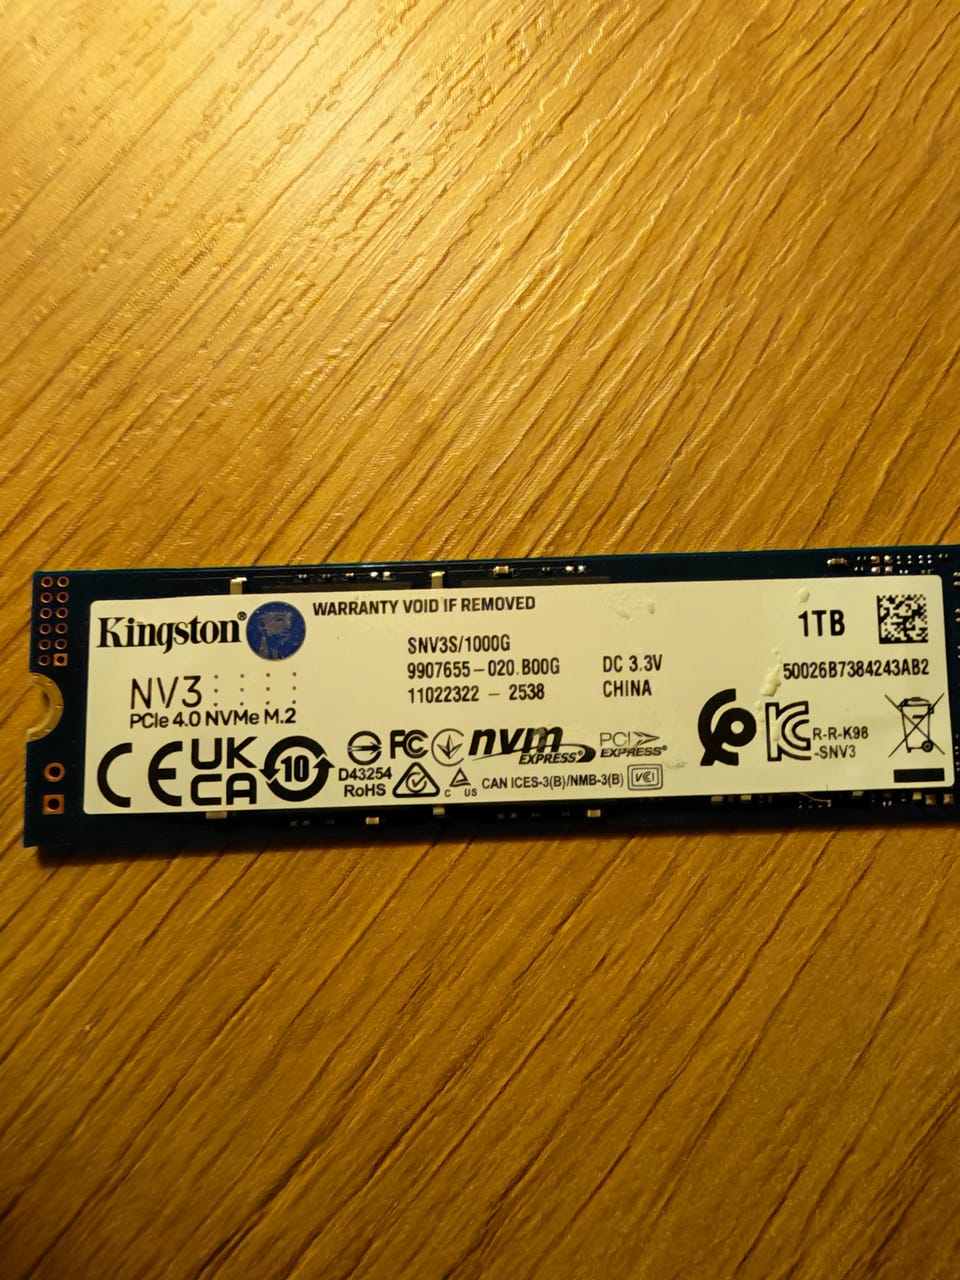 Kingston®
WARRANTY VOID IF REMOVED
SNV3S/1000G
9907655-020.B00G
11022322 - 2538
DC 3.3V
CHINA
1TB
50026B7384243AB2
NV3
PCIe 4.0 NVMe M.2
CE
UK
CA
10
D43254
RoHS
FC
nvm
EXPRESS®
PCI
EXPRESS®
C US
CAN ICES-3(B)/NMB-3(B)
VCI
R-R-K98
-SNV3